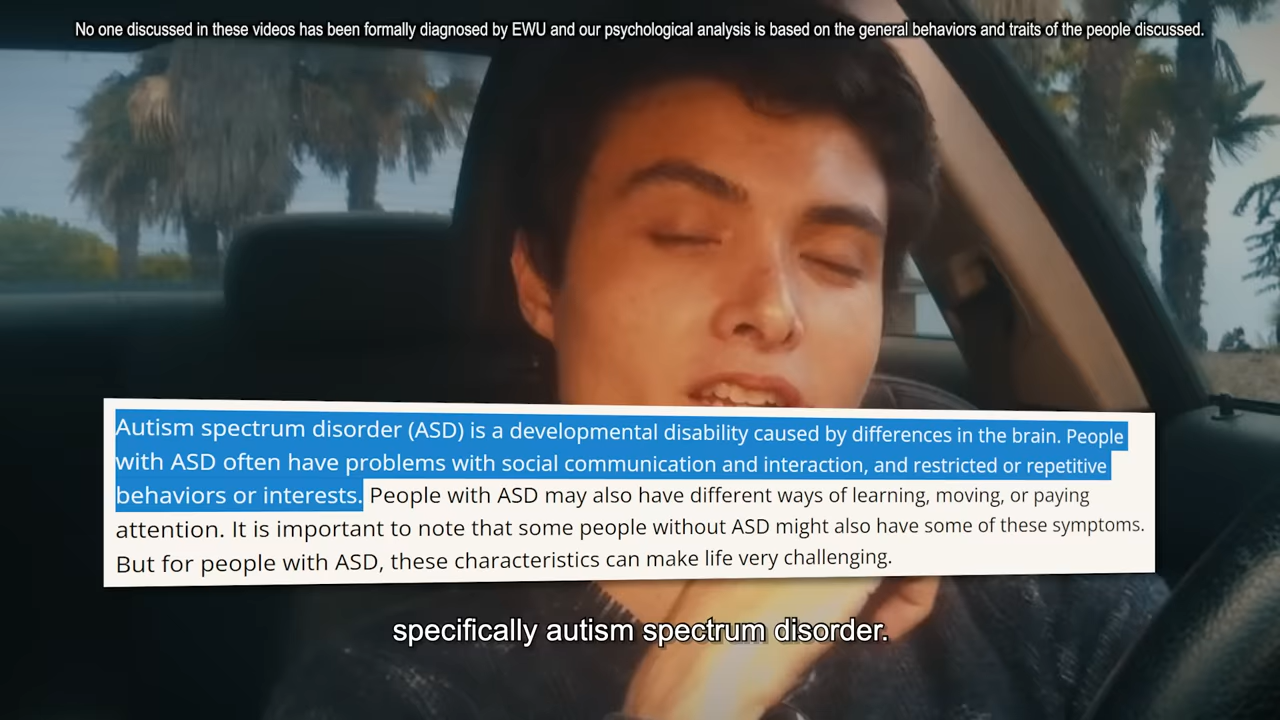 No one discussed in these videos has been formally diagnosed by EWU and our psychological analysis is based on the general behaviors and traits of the people discussed.
Autism spectrum disorder (ASD) is a developmental disability caused by differences in the brain. People
with ASD often have problems with social communication and interaction, and restricted or repetitive
behaviors or interests. People with ASD may also have different ways of learning, moving, or paying
attention. It is important to note that some people without ASD might also have some of these symptoms.
But for people with ASD, these characteristics can make life very challenging.
specifically autism spectrum disorder.